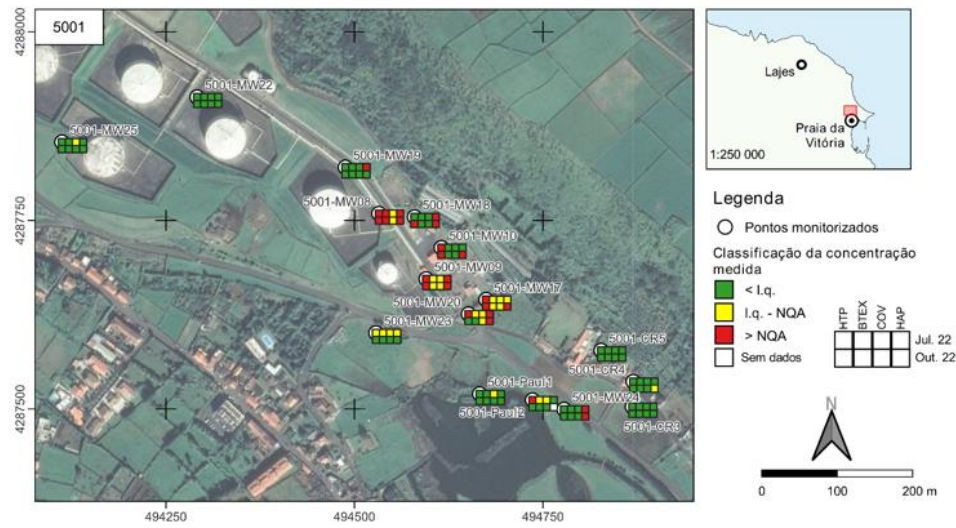 5001
4288000
4287750
4287500
494250
494500
494750
5001-MW22
5001-MW25
5001-MW19
5001-MW08
5001-MW18
5001-MW10
5001-MW09
5001-MW17
5001-MW20
5001-MW23
5001-CR5
5001-CR4
5001-Paul1
5001-MW24
5001-Paul2
5001-CR3
Lajes
Praia da
Vitória
1:250 000
Legenda
Pontos monitorizados
Classificação da concentração
medida
< l.q.
l.q. - NQA
> NQA
Sem dados
HTP
BTEX
COV
HAP
Jul. 22
Out. 22
N
0 100 200 m